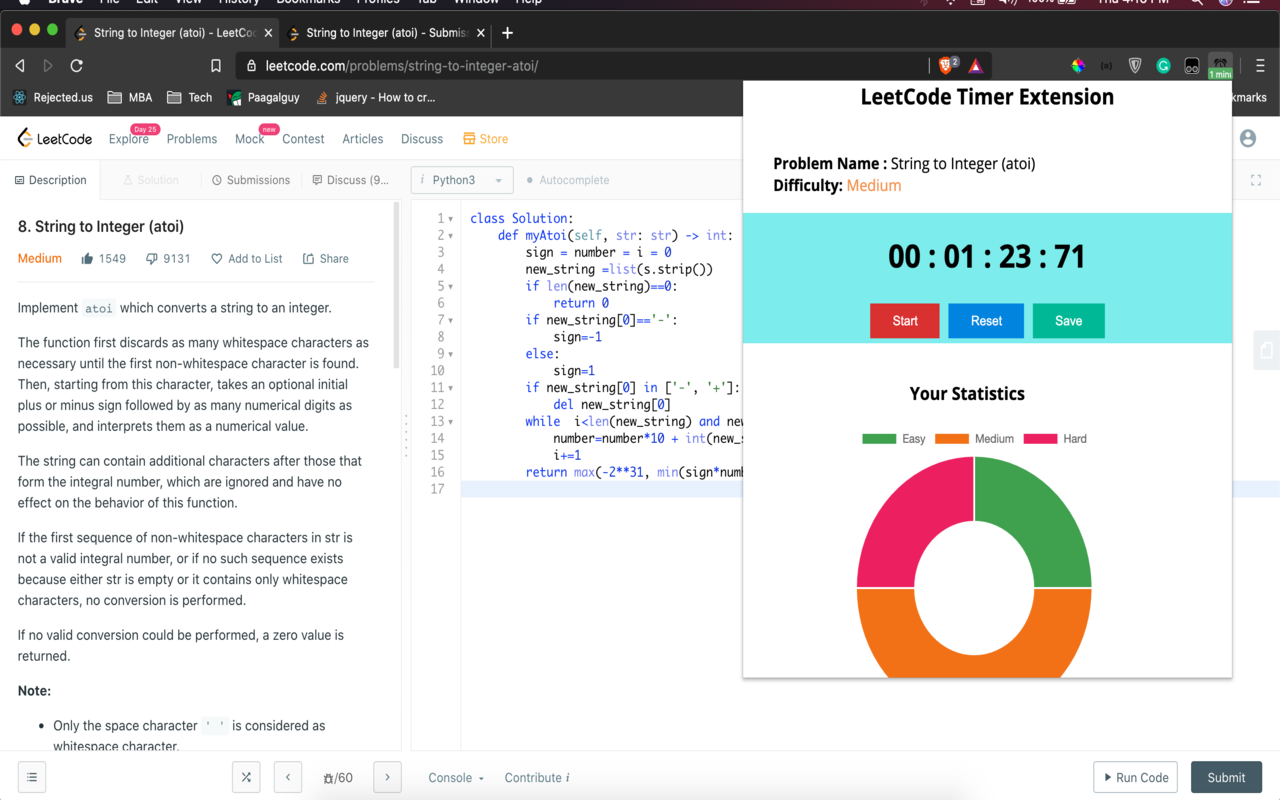 Brave File Edit View History Bookmarks Profiles Tab Window Help
String to Integer (atoi) - LeetCo
String to Integer (atoi) - Submiss
leetcode.com/problems/string-to-integer-atoi/
2
1 minu
Rejected.us MBA Tech Paagalguy jquery - How to cr...
kmarks
LeetCode
Explore Day 25 Problems Mock new Contest Articles Discuss Store
Description Solution Submissions Discuss (9...
i Python3 Autocomplete
8. String to Integer (atoi)
Medium 1549 9131 Add to List Share
Implement atoi which converts a string to an integer.
The function first discards as many whitespace characters as
necessary until the first non-whitespace character is found.
Then, starting from this character, takes an optional initial
plus or minus sign followed by as many numerical digits as
possible, and interprets them as a numerical value.
The string can contain additional characters after those that
form the integral number, which are ignored and have no
effect on the behavior of this function.
If the first sequence of non-whitespace characters in str is
not a valid integral number, or if no such sequence exists
because either str is empty or it contains only whitespace
characters, no conversion is performed.
If no valid conversion could be performed, a zero value is
returned.
Note:
• Only the space character ' ' is considered as
whitespace character.
1 class Solution:
2 def myAtoi(self, str: str) -> int:
3 sign = number = i = 0
4 new_string =list(s.strip())
5 if len(new_string)==0:
6 return 0
7 if new_string[0]=='-':
8 sign=-1
9 else:
10 sign=1
11 if new_string[0] in ['-', '+']:
12 del new_string[0]
13 while i<len(new_string) and new
14 number=number*10 + int(new_s
15 i+=1
16 return max(-2**31, min(sign*numb
17
LeetCode Timer Extension
Problem Name : String to Integer (atoi)
Difficulty: Medium
00 : 01 : 23 : 71
Start Reset Save
Your Statistics
Easy Medium Hard
/60
Console Contribute i
Run Code Submit